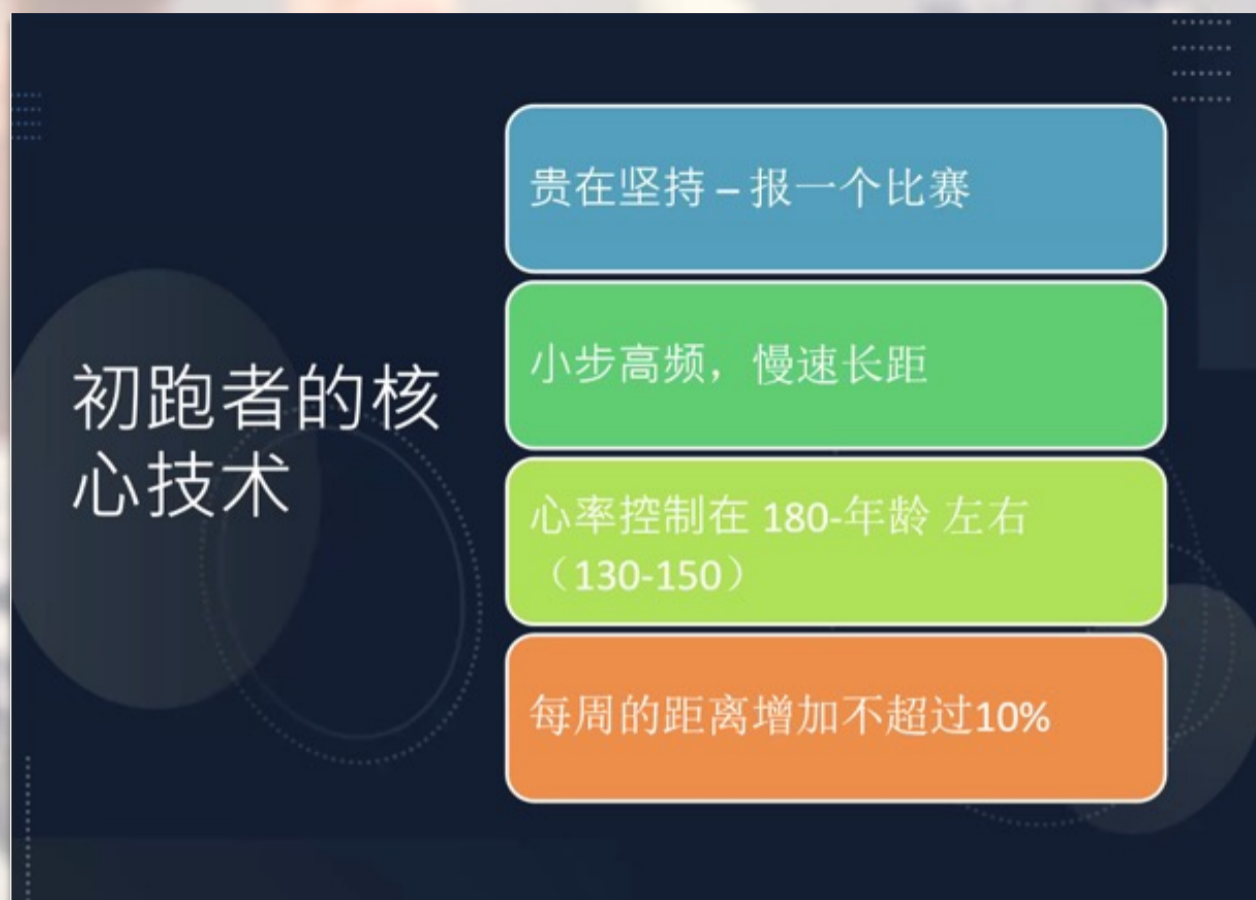 初跑者的核
心技术
贵在坚持 – 报一个比赛
小步高频，慢速长距
心率控制在 180-年龄 左右
（130-150）
每周的距离增加不超过10%